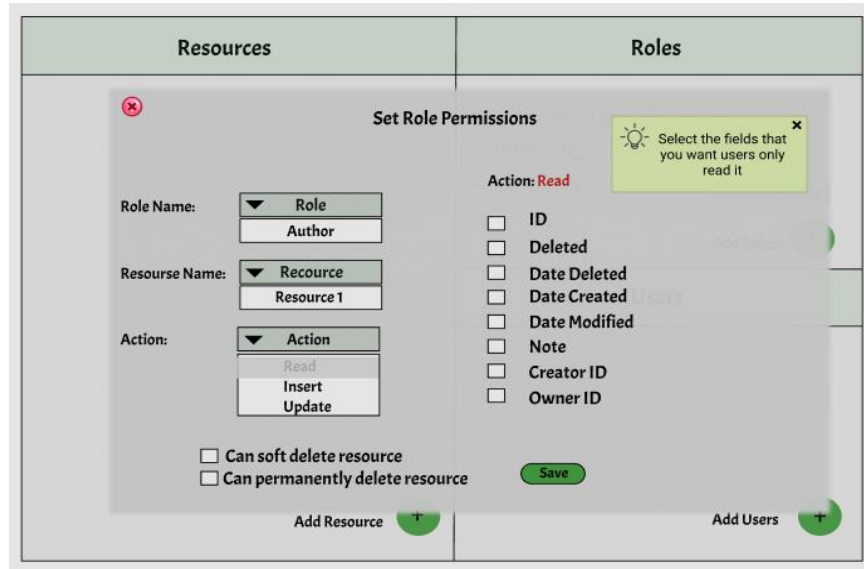 Resources
Roles
Set Role Permissions
Select the fields that
you want users only
read it
Action: Read
Role Name:
Role
Author
Resourse Name:
Recource
Resource 1
Action:
Action
Read
Insert
Update
ID
Deleted
Date Deleted
Date Created
Date Modified
Note
Creator ID
Owner ID
Can soft delete resource
Can permanently delete resource
Save
Add Roles
Users
Add Resource
Add Users